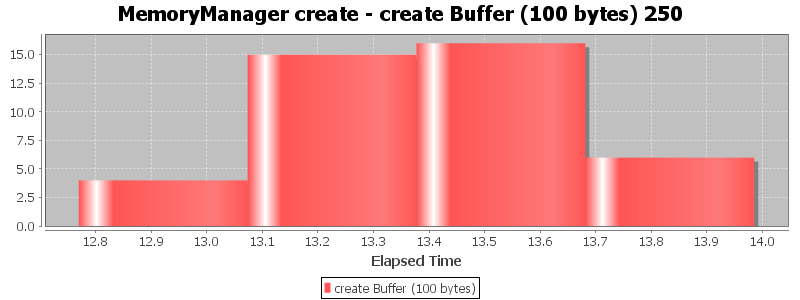 MemoryManager create - create Buffer (100 bytes) 250
15.0
12.5
10.0
7.5
5.0
2.5
0.0
12.8 12.9 13.0 13.1 13.2 13.3 13.4 13.5 13.6 13.7 13.8 13.9 14.0
Elapsed Time
create Buffer (100 bytes)